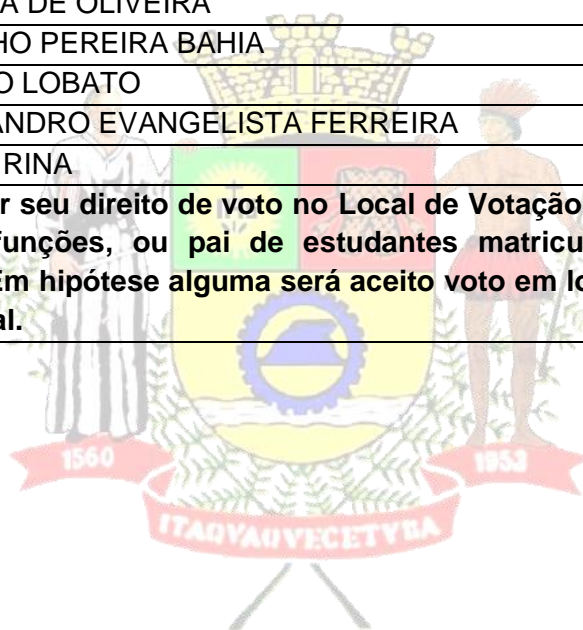 A DE OLIVEIRA
HO PEREIRA BAHIA
O LOBATO
ANDRO EVANGELISTA FERREIRA
RINA
r seu direito de voto no Local de Votação
funções, ou pai de estudantes matricu
Em hipótese alguma será aceito voto em lo
al.
1560
1953
ITAQVAQVECETVBA